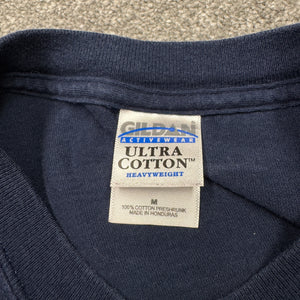 GILDAN
ACTIVEWEAR
ULTRA
COTTON™
HEAVYWEIGHT
M
100% COTTON PRESHRUNK
MADE IN HONDURAS